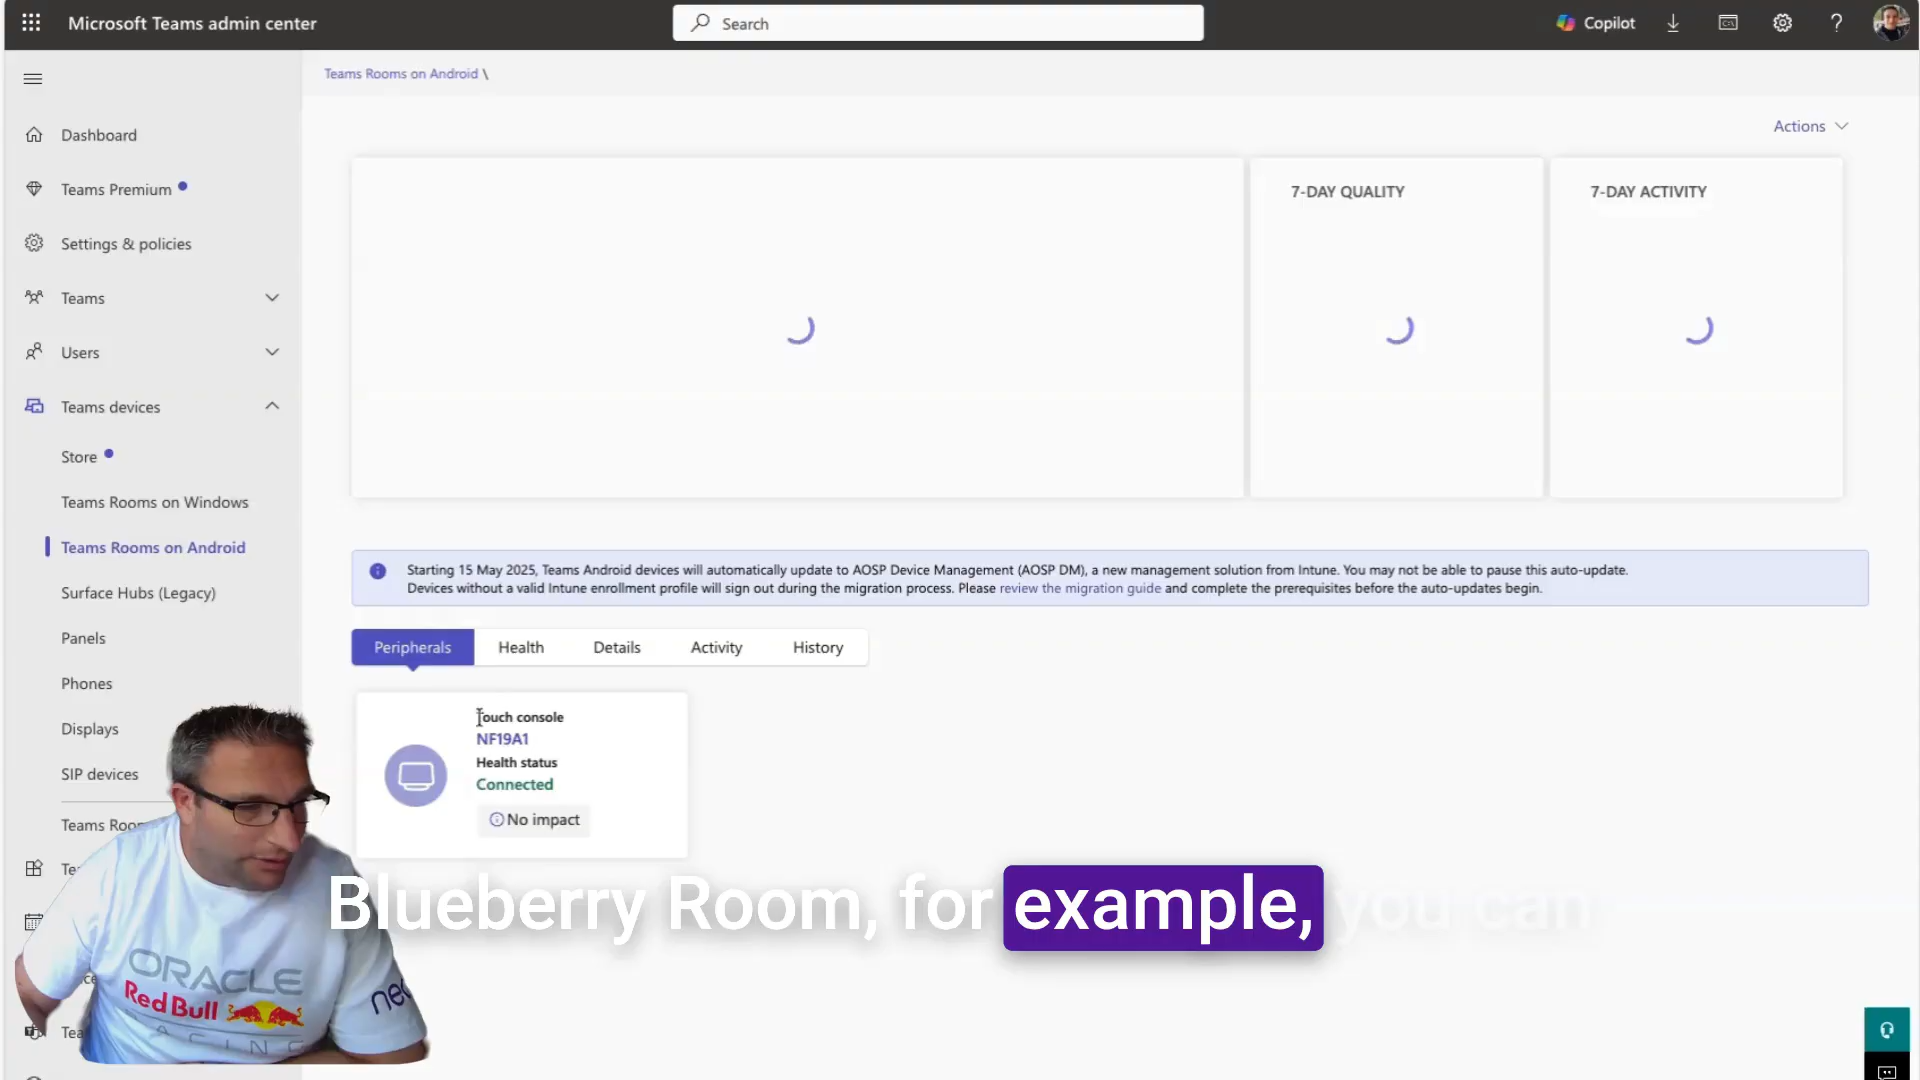 Microsoft Teams admin center
Search
Copilot
?
Teams Rooms on Android \
Actions
Dashboard
Teams Premium
Settings & policies
Teams
Users
Teams devices
Store
Teams Rooms on Windows
Teams Rooms on Android
Surface Hubs (Legacy)
Panels
Phones
Displays
SIP devices
7-DAY QUALITY
7-DAY ACTIVITY
Starting 15 May 2025, Teams Android devices will automatically update to AOSP Device Management (AOSP DM), a new management solution from Intune. You may not be able to pause this auto-update.
Devices without a valid Intune enrollment profile will sign out during the migration process. Please review the migration guide and complete the prerequisites before the auto-updates begin.
Peripherals
Health
Details
Activity
History
Touch console
NF19A1
Health status
Connected
No impact
Blueberry Room, for example, you can
ORACLE
Red Bull
RACING